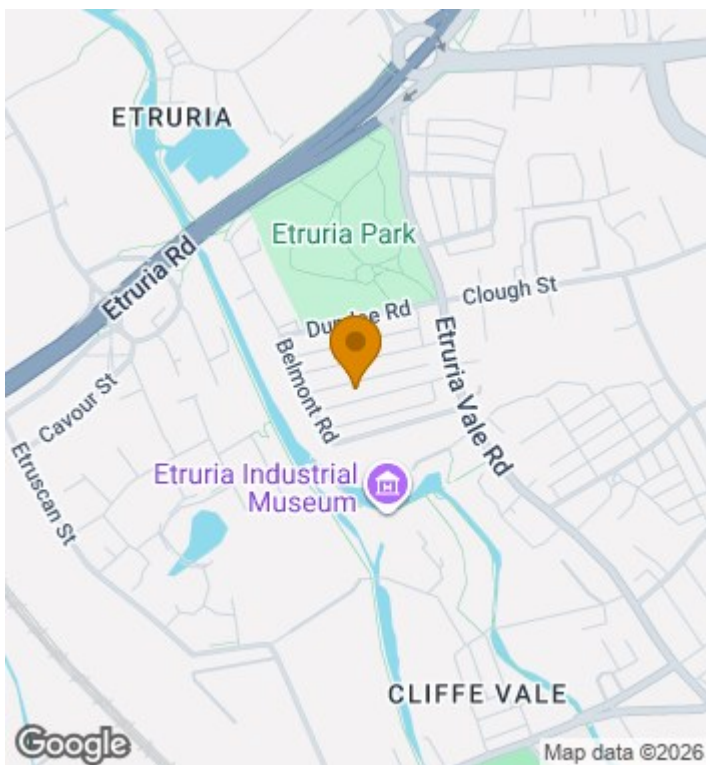 ETRURIA
Etruria Park
Etruria Rd
Clough St
Dundee Rd
Belmont Rd
Etruria Vale Rd
Cavour St
Etruscan St
Etruria Industrial
Museum
CLIFFE VALE
Google
Map data ©2026